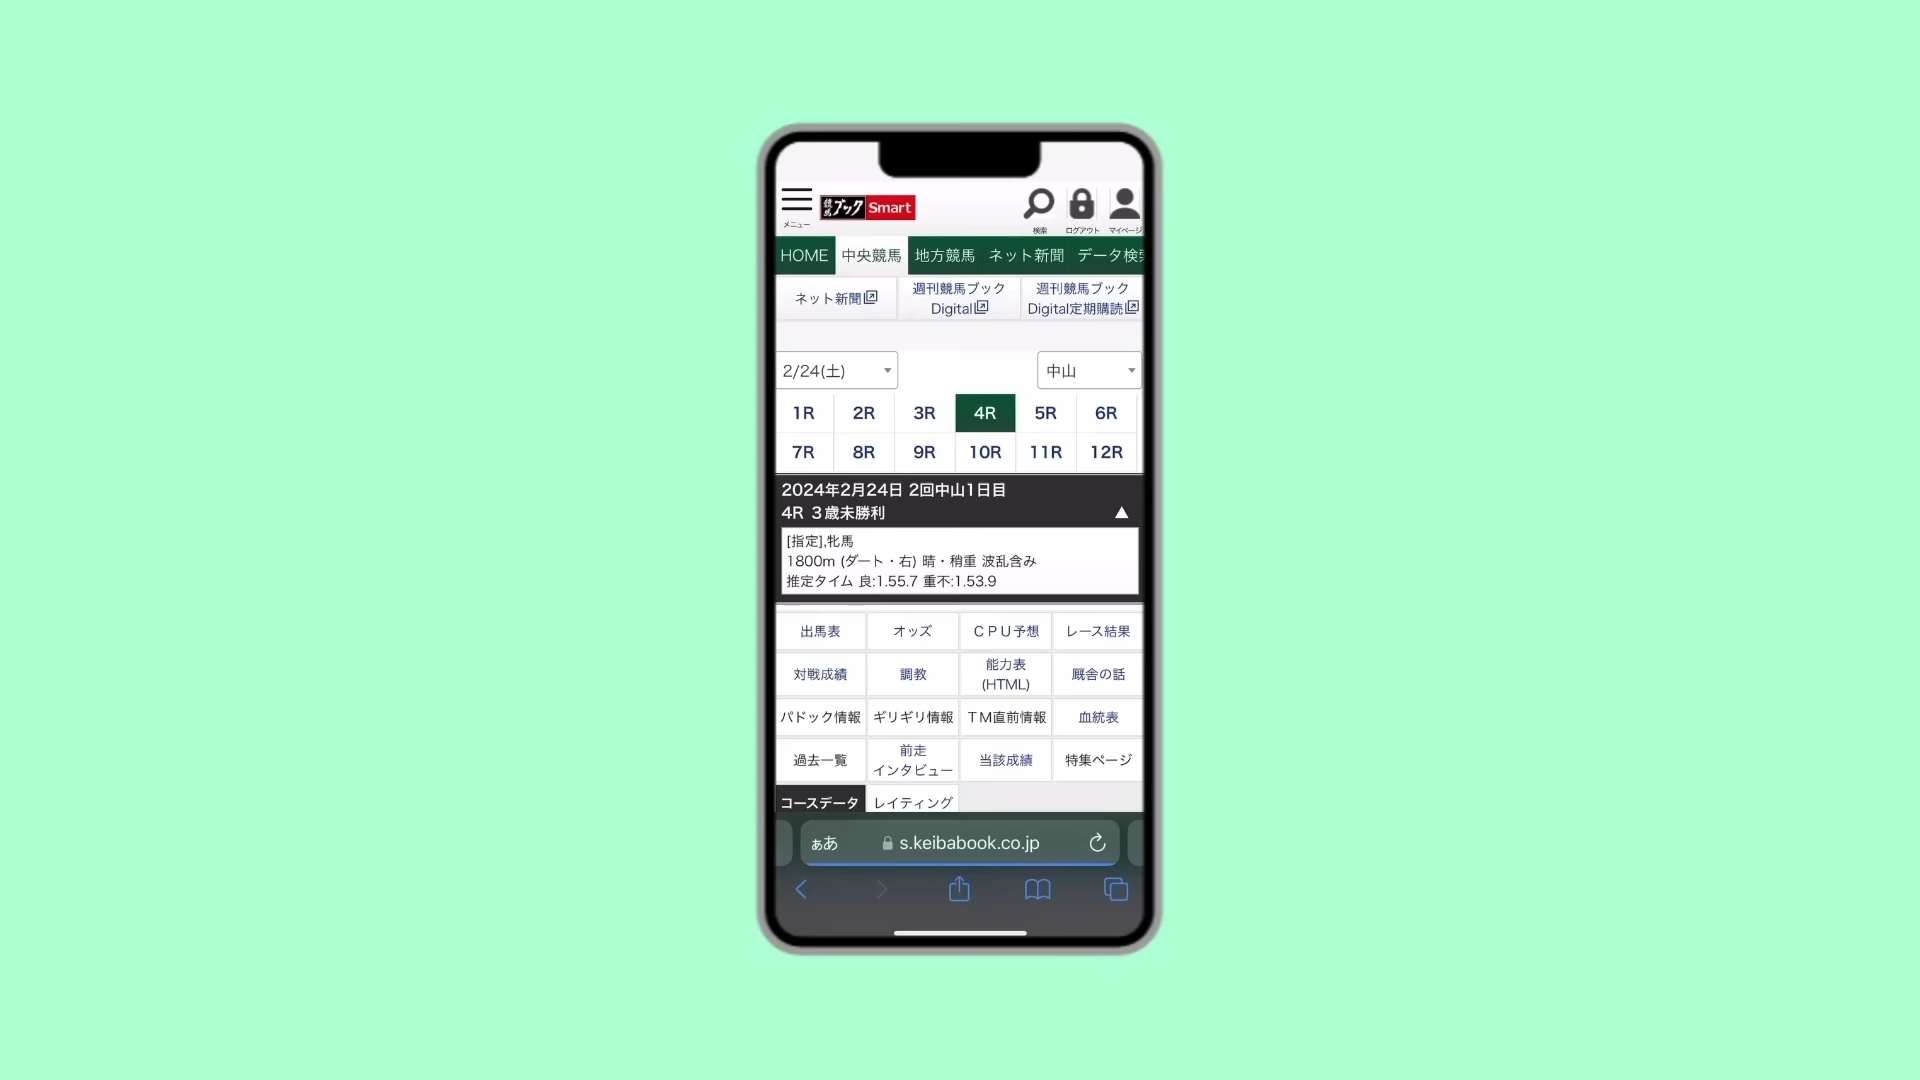 競馬ブック Smart
メニュー
検索 ログアウト マイページ
HOME 中央競馬 地方競馬 ネット新聞 データ検索
ネット新聞
週刊競馬ブック
Digital
週刊競馬ブック
Digital定期購読
2/24(土) 中山
1R 2R 3R 4R 5R 6R
7R 8R 9R 10R 11R 12R
2024年2月24日 2回中山1日目
4R 3歳未勝利 ▲
[指定],牝馬
1800m (ダート・右) 晴・稍重 波乱含み
推定タイム 良:1.55.7 重不:1.53.9
出馬表 オッズ CPU予想 レース結果
対戦成績 調教
能力表
(HTML)
厩舎の話
パドック情報 ギリギリ情報 TM直前情報 血統表
過去一覧
前走
インタビュー
当該成績 特集ページ
コースデータ レイティング
ぁあ s.keibabook.co.jp